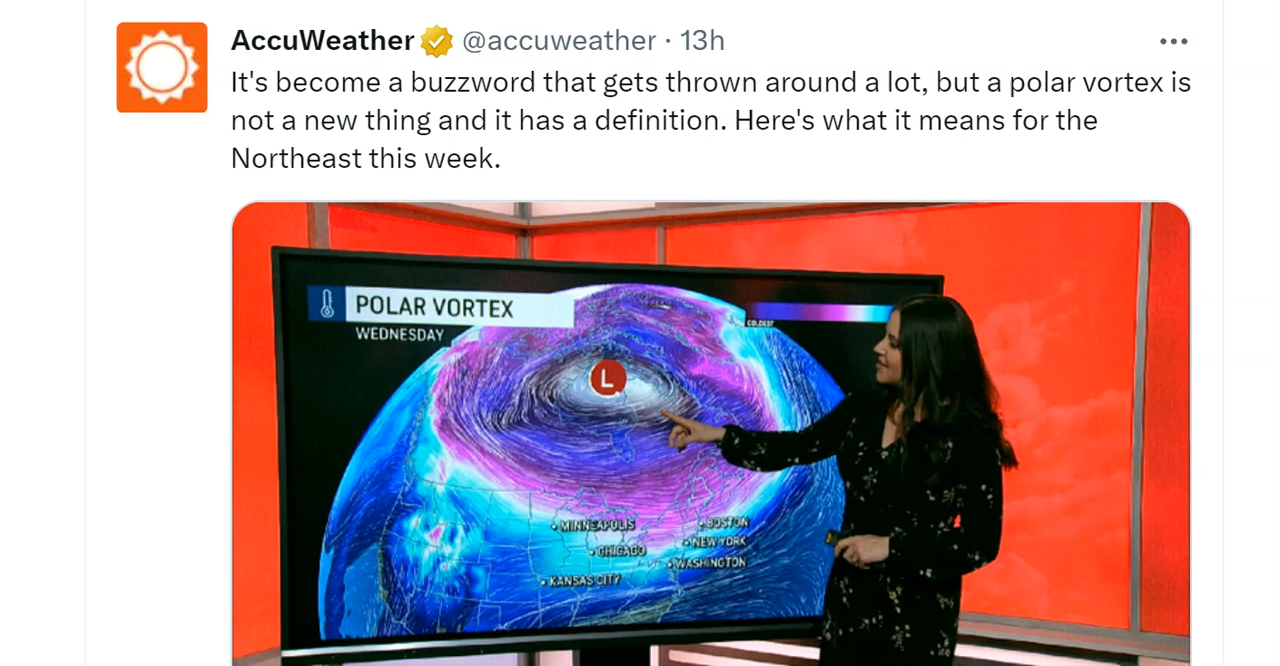 AccuWeather @accuweather · 13h
It's become a buzzword that gets thrown around a lot, but a polar vortex is
not a new thing and it has a definition. Here's what it means for the
Northeast this week.
POLAR VORTEX
WEDNESDAY
COLDEST
L
MINNEAPOLIS
BOSTON
NEW YORK
CHICAGO
WASHINGTON
KANSAS CITY